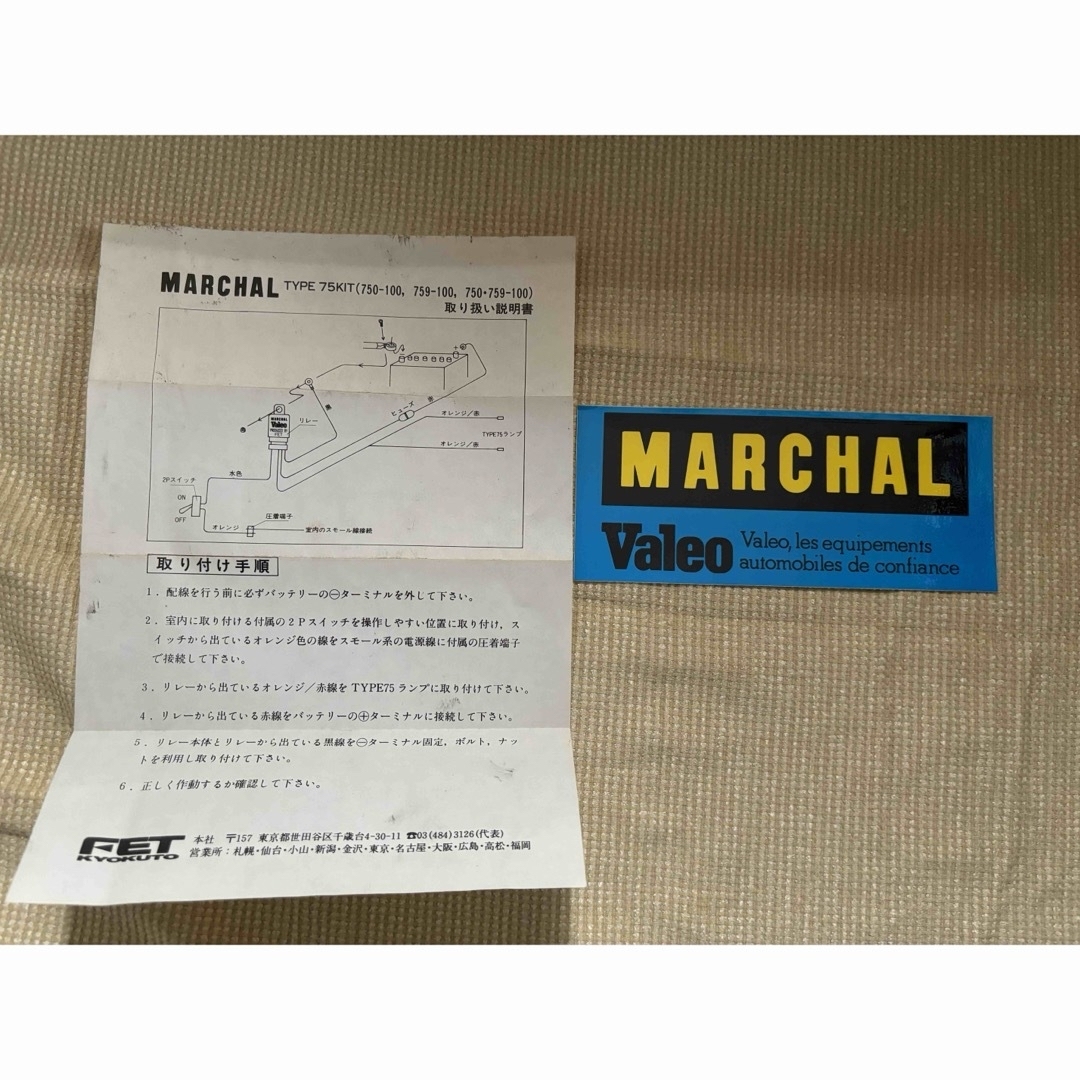 MARCHAL TYPE 75KIT(750-100, 759-100, 750・759-100)
取り扱い説明書
ヒューズ
赤
オレンジ/赤
TYPE75ランプ
オレンジ/赤
黒
MARCHAL
Valeo
リレー
水色
2Pスイッチ
ON
OFF
圧着端子
オレンジ
室内のスモール線接続
取り付け手順
1．配線を行う前に必ずバッテリーの㊀ターミナルを外して下さい。
2．室内に取り付ける付属の2Pスイッチを操作しやすい位置に取り付け，ス
イッチから出ているオレンジ色の線をスモール系の電源線に付属の圧着端子
で接続して下さい。
3．リレーから出ているオレンジ/赤線をTYPE75ランプに取り付けて下さい。
4．リレーから出ている赤線をバッテリーの⊕ターミナルに接続して下さい。
5．リレー本体とリレーから出ている黒線を㊀ターミナル固定，ボルト，ナッ
トを利用し取り付けて下さい。
6．正しく作動するか確認して下さい。
FET
KYOKUTO
本社 〒157 東京都世田谷区千歳台4-30-11 ☎03(484)3126(代表)
営業所：札幌・仙台・小山・新潟・金沢・東京・名古屋・大阪・広島・高松・福岡
MARCHAL
Valeo
Valeo, les equipements
automobiles de confiance